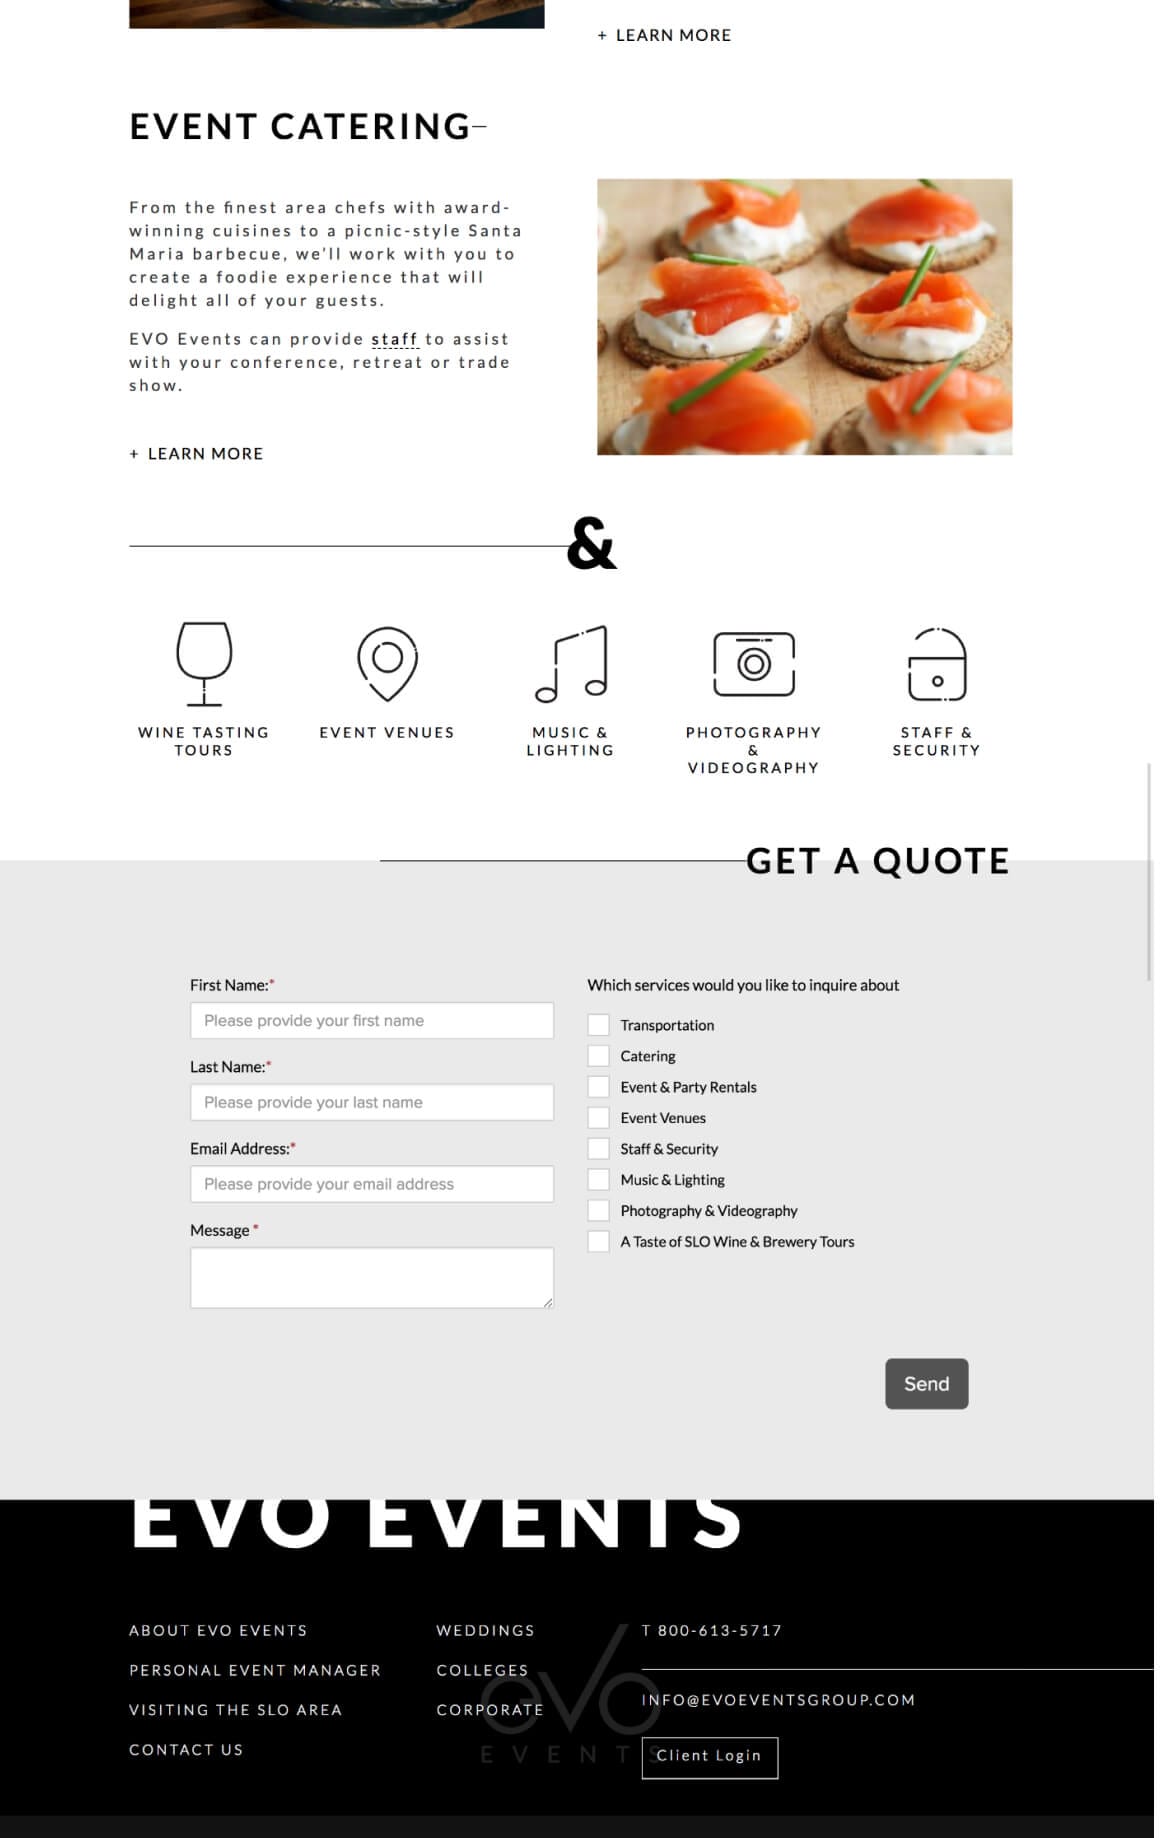 + LEARN MORE
EVENT CATERING
From the finest area chefs with award-
winning cuisines to a picnic-style Santa
Maria barbecue, we'll work with you to
create a foodie experience that will
delight all of your guests.
EVO Events can provide staff to assist
with your conference, retreat or trade
show.
+ LEARN MORE
&
WINE TASTING
TOURS
EVENT VENUES
MUSIC &
LIGHTING
PHOTOGRAPHY
&
VIDEOGRAPHY
STAFF &
SECURITY
GET A QUOTE
First Name:*
Please provide your first name
Last Name:*
Please provide your last name
Email Address:*
Please provide your email address
Message *
Which services would you like to inquire about
Transportation
Catering
Event & Party Rentals
Event Venues
Staff & Security
Music & Lighting
Photography & Videography
A Taste of SLO Wine & Brewery Tours
Send
EVO EVENTS
ABOUT EVO EVENTS
PERSONAL EVENT MANAGER
VISITING THE SLO AREA
CONTACT US
WEDDINGS
COLLEGES
CORPORATE
evo
EVENTS
T 800-613-5717
INFO@EVOEVENTSGROUP.COM
Client Login